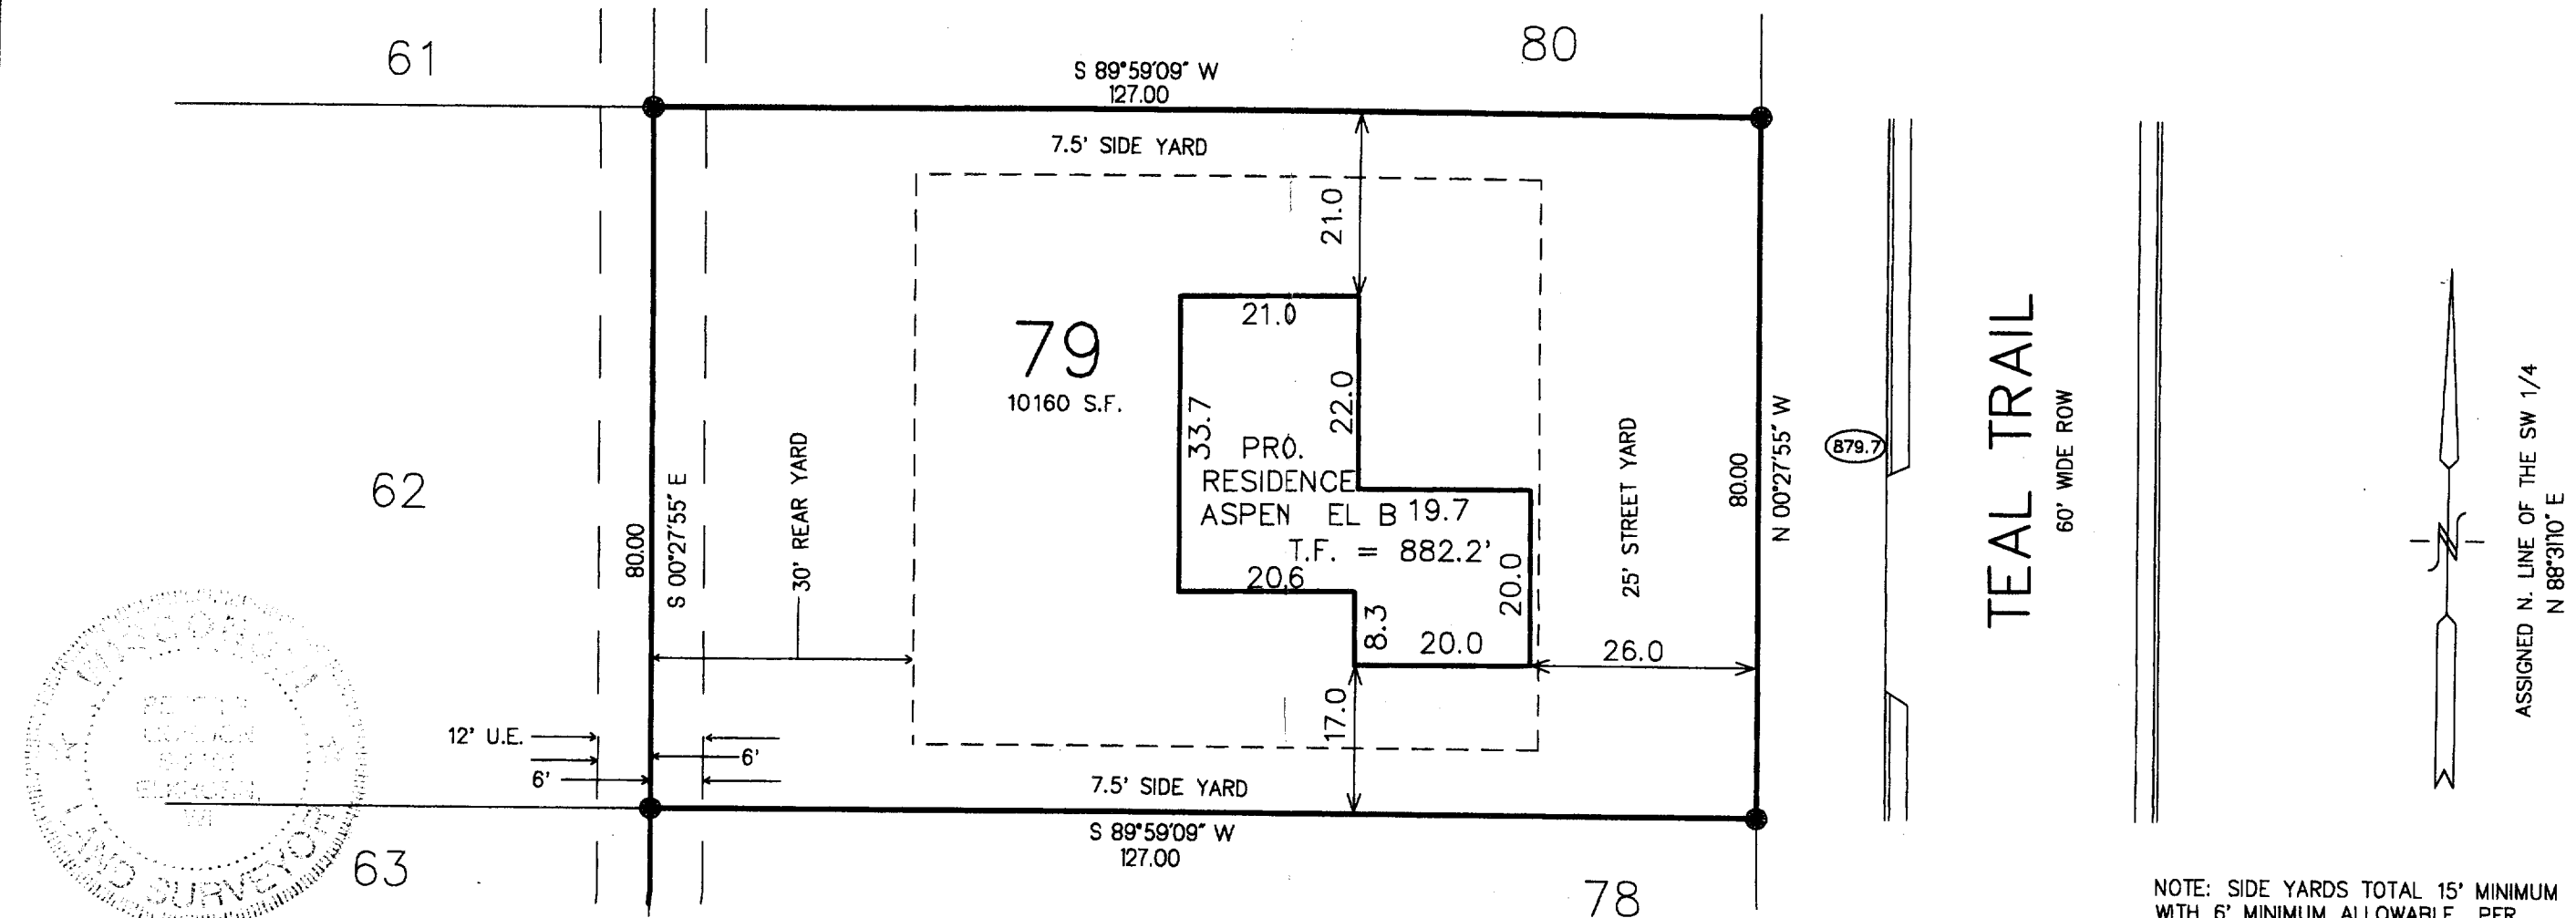 61
80
S 89°59'09" W
127.00
7.5' SIDE YARD
21.0
21.0
79
10160 S.F.
22.0
33.7
PRO.
RESIDENCE
ASPEN EL B
19.7
T.F. = 882.2'
20.6
20.0
8.3
20.0
26.0
17.0
62
80.00
S 00°27'55" E
30' REAR YARD
25' STREET YARD
80.00
N 00°27'55" W
879.7
TEAL TRAIL
60' WIDE ROW
N
ASSIGNED N. LINE OF THE SW 1/4
N 88°31'10" E
12' U.E.
6'
6'
7.5' SIDE YARD
S 89°59'09" W
127.00
63
78
WISCONSIN
WI
LAND SURVEYOR
NOTE: SIDE YARDS TOTAL 15' MINIMUM
WITH 6' MINIMUM ALLOWABLE PER